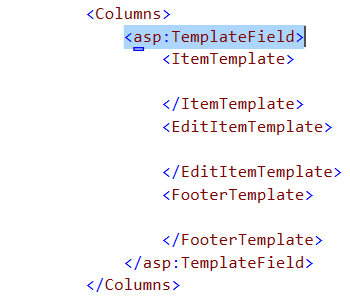 <Columns>
<asp:TemplateField>
<ItemTemplate>
</ItemTemplate>
<EditItemTemplate>
</EditItemTemplate>
<FooterTemplate>
</FooterTemplate>
</asp:TemplateField>
</Columns>